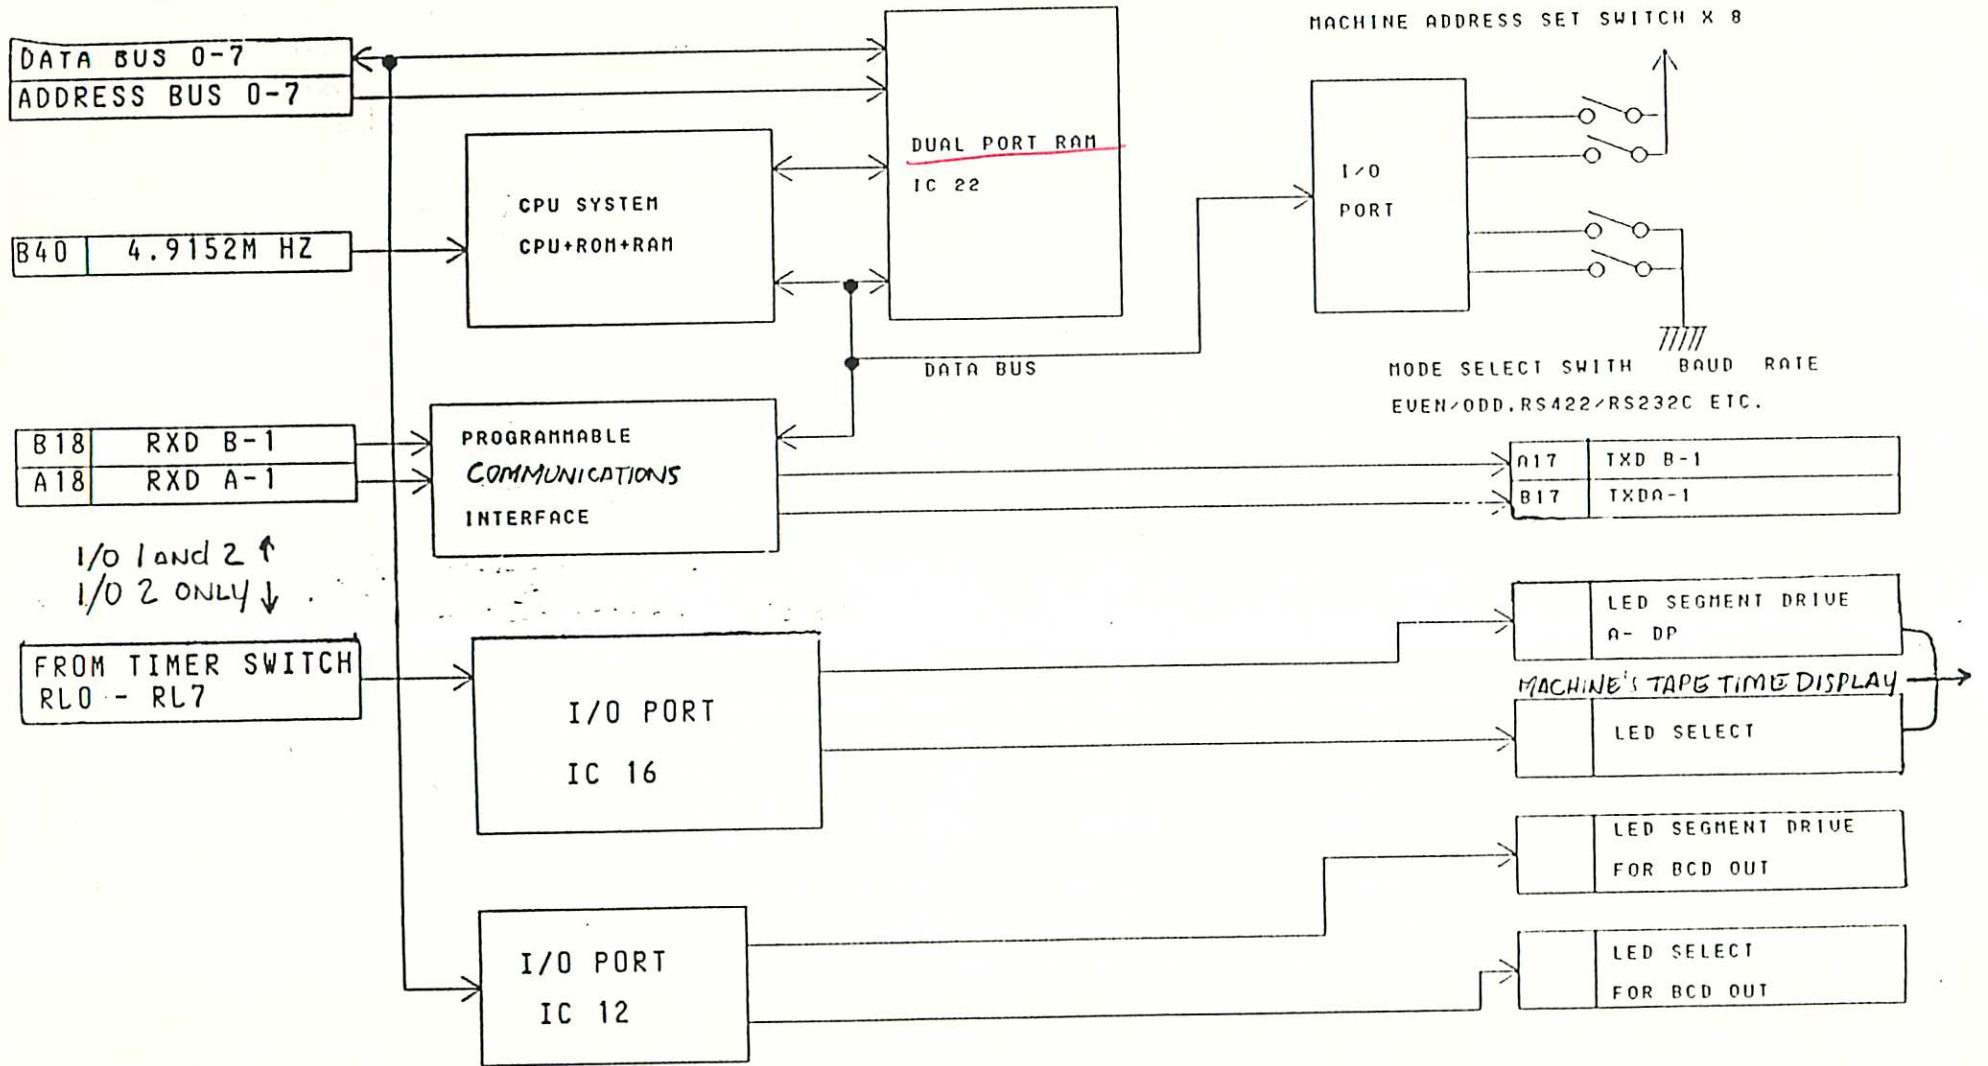 MACHINE ADDRESS SET SWITCH X 8
DATA BUS 0-7
ADDRESS BUS 0-7
DUAL PORT RAM
IC 22
I/O
PORT
CPU SYSTEM
CPU+ROM+RAM
B40 4.9152M HZ
DATA BUS
MODE SELECT SWITH BAUD RATE
EVEN/ODD.RS422/RS232C ETC.
B18 RXD B-1
A18 RXD A-1
PROGRAMMABLE
COMMUNICATIONS
INTERFACE
A17 TXD B-1
B17 TXDA-1
I/O 1 AND 2 ↑
I/O 2 ONLY ↓
FROM TIMER SWITCH
RL0 - RL7
I/O PORT
IC 16
LED SEGMENT DRIVE
A- DP
MACHINE'S TAPE TIME DISPLAY
LED SELECT
LED SEGMENT DRIVE
FOR BCD OUT
I/O PORT
IC 12
LED SELECT
FOR BCD OUT